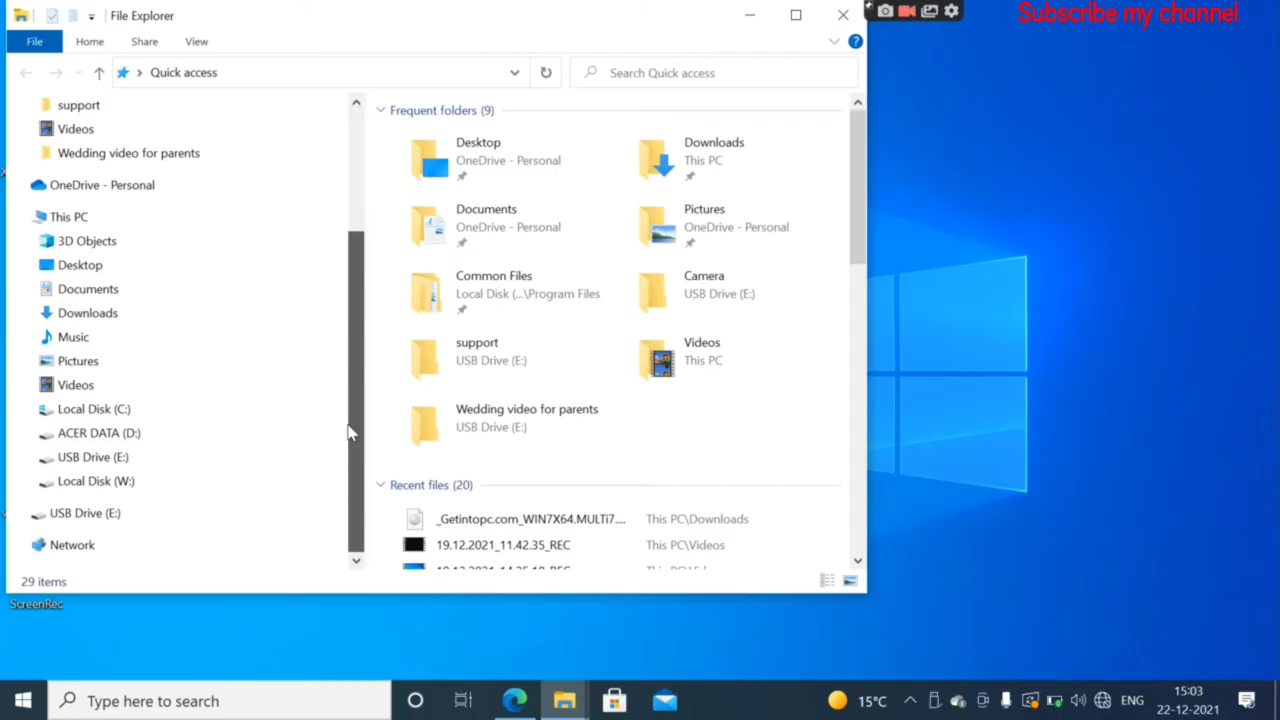 File Explorer
Subscribe my channel
File Home Share View
Quick access
Search Quick access
support
Videos
Wedding video for parents
OneDrive - Personal
This PC
3D Objects
Desktop
Documents
Downloads
Music
Pictures
Videos
Local Disk (C:)
ACER DATA (D:)
USB Drive (E:)
Local Disk (W:)
USB Drive (E:)
Network
Frequent folders (9)
Desktop
OneDrive - Personal
Downloads
This PC
Documents
OneDrive - Personal
Pictures
OneDrive - Personal
Common Files
Local Disk (...\Program Files
Camera
USB Drive (E:)
support
USB Drive (E:)
Videos
This PC
Wedding video for parents
USB Drive (E:)
Recent files (20)
_Getintopc.com_WIN7X64.MULTi7.... This PC\Downloads
19.12.2021_11.42.35_REC This PC\Videos
29 items
ScreenRec
Type here to search
15°C
ENG
15:03
22-12-2021